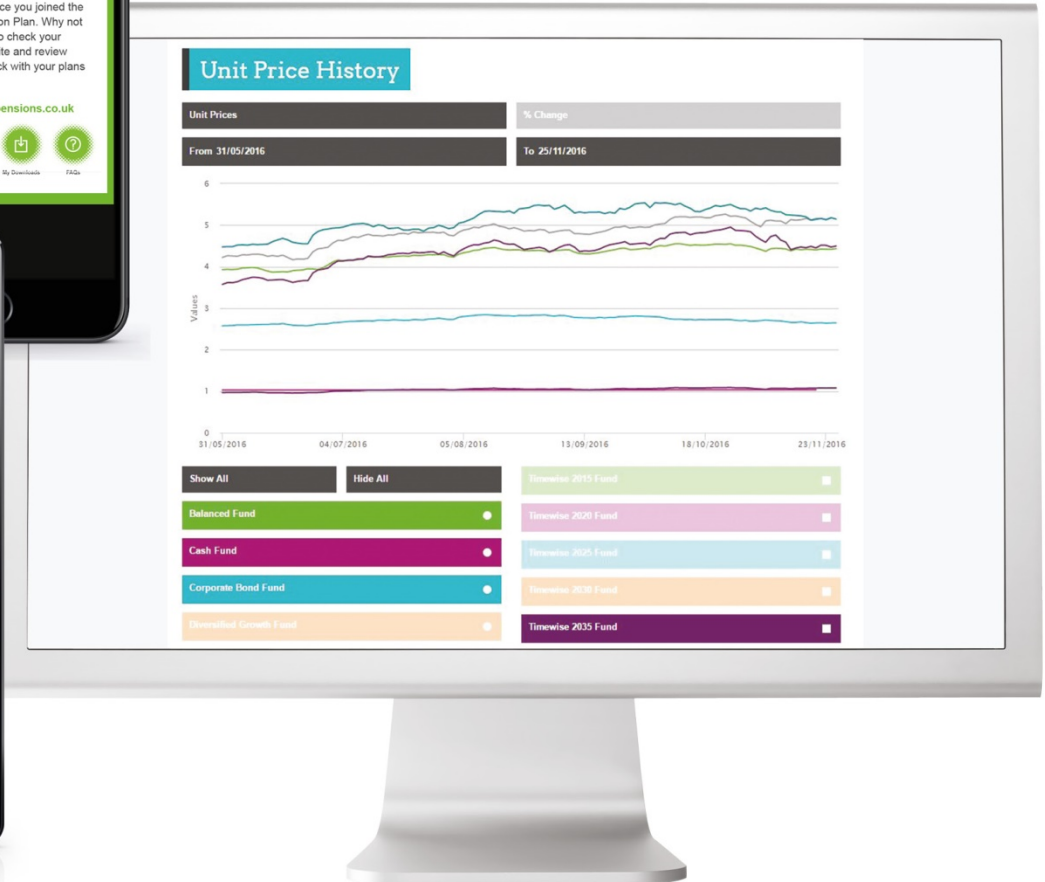 ce you joined the
on Plan. Why not
o check your
ite and review
ck with your plans
pensions.co.uk
My Downloads
FAQs
Unit Price History
Unit Prices
% Change
From 31/05/2016
To 25/11/2016
6
5
4
3
2
1
0
Values
31/05/2016
04/07/2016
05/08/2016
13/09/2016
18/10/2016
23/11/2016
Show All
Hide All
Timewise 2015 Fund
Balanced Fund
Timewise 2020 Fund
Cash Fund
Timewise 2025 Fund
Corporate Bond Fund
Timewise 2030 Fund
Diversified Growth Fund
Timewise 2035 Fund